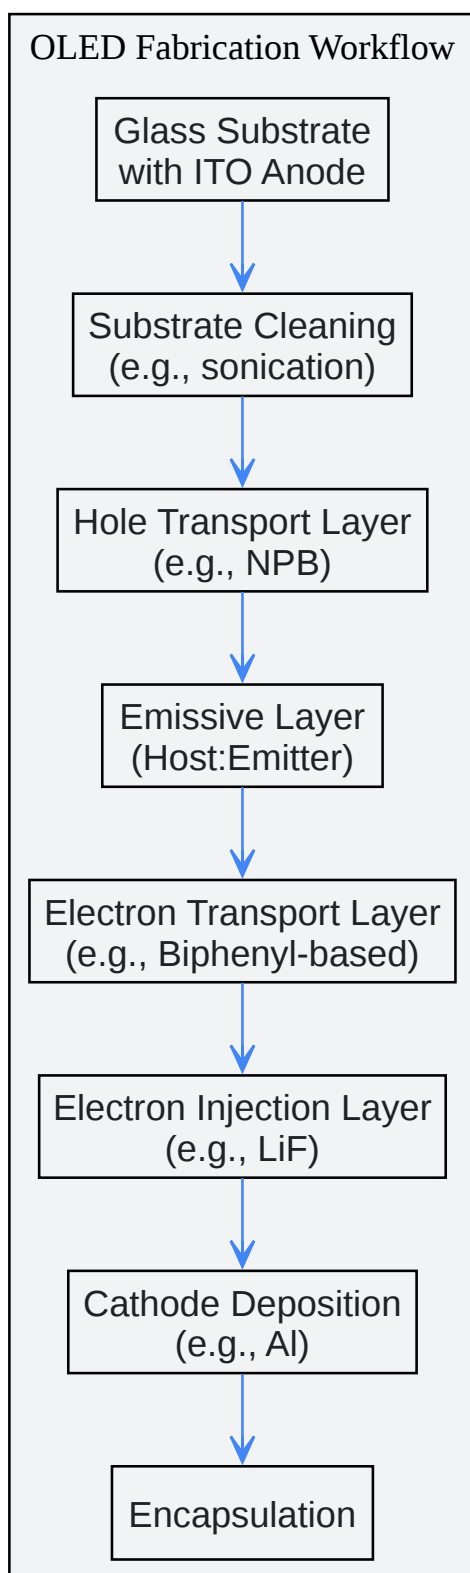 OLED Fabrication Workflow
Glass Substrate
with ITO Anode
Substrate Cleaning
(e.g., sonication)
Hole Transport Layer
(e.g., NPB)
Emissive Layer
(Host:Emitter)
Electron Transport Layer
(e.g., Biphenyl-based)
Electron Injection Layer
(e.g., LiF)
Cathode Deposition
(e.g., Al)
Encapsulation